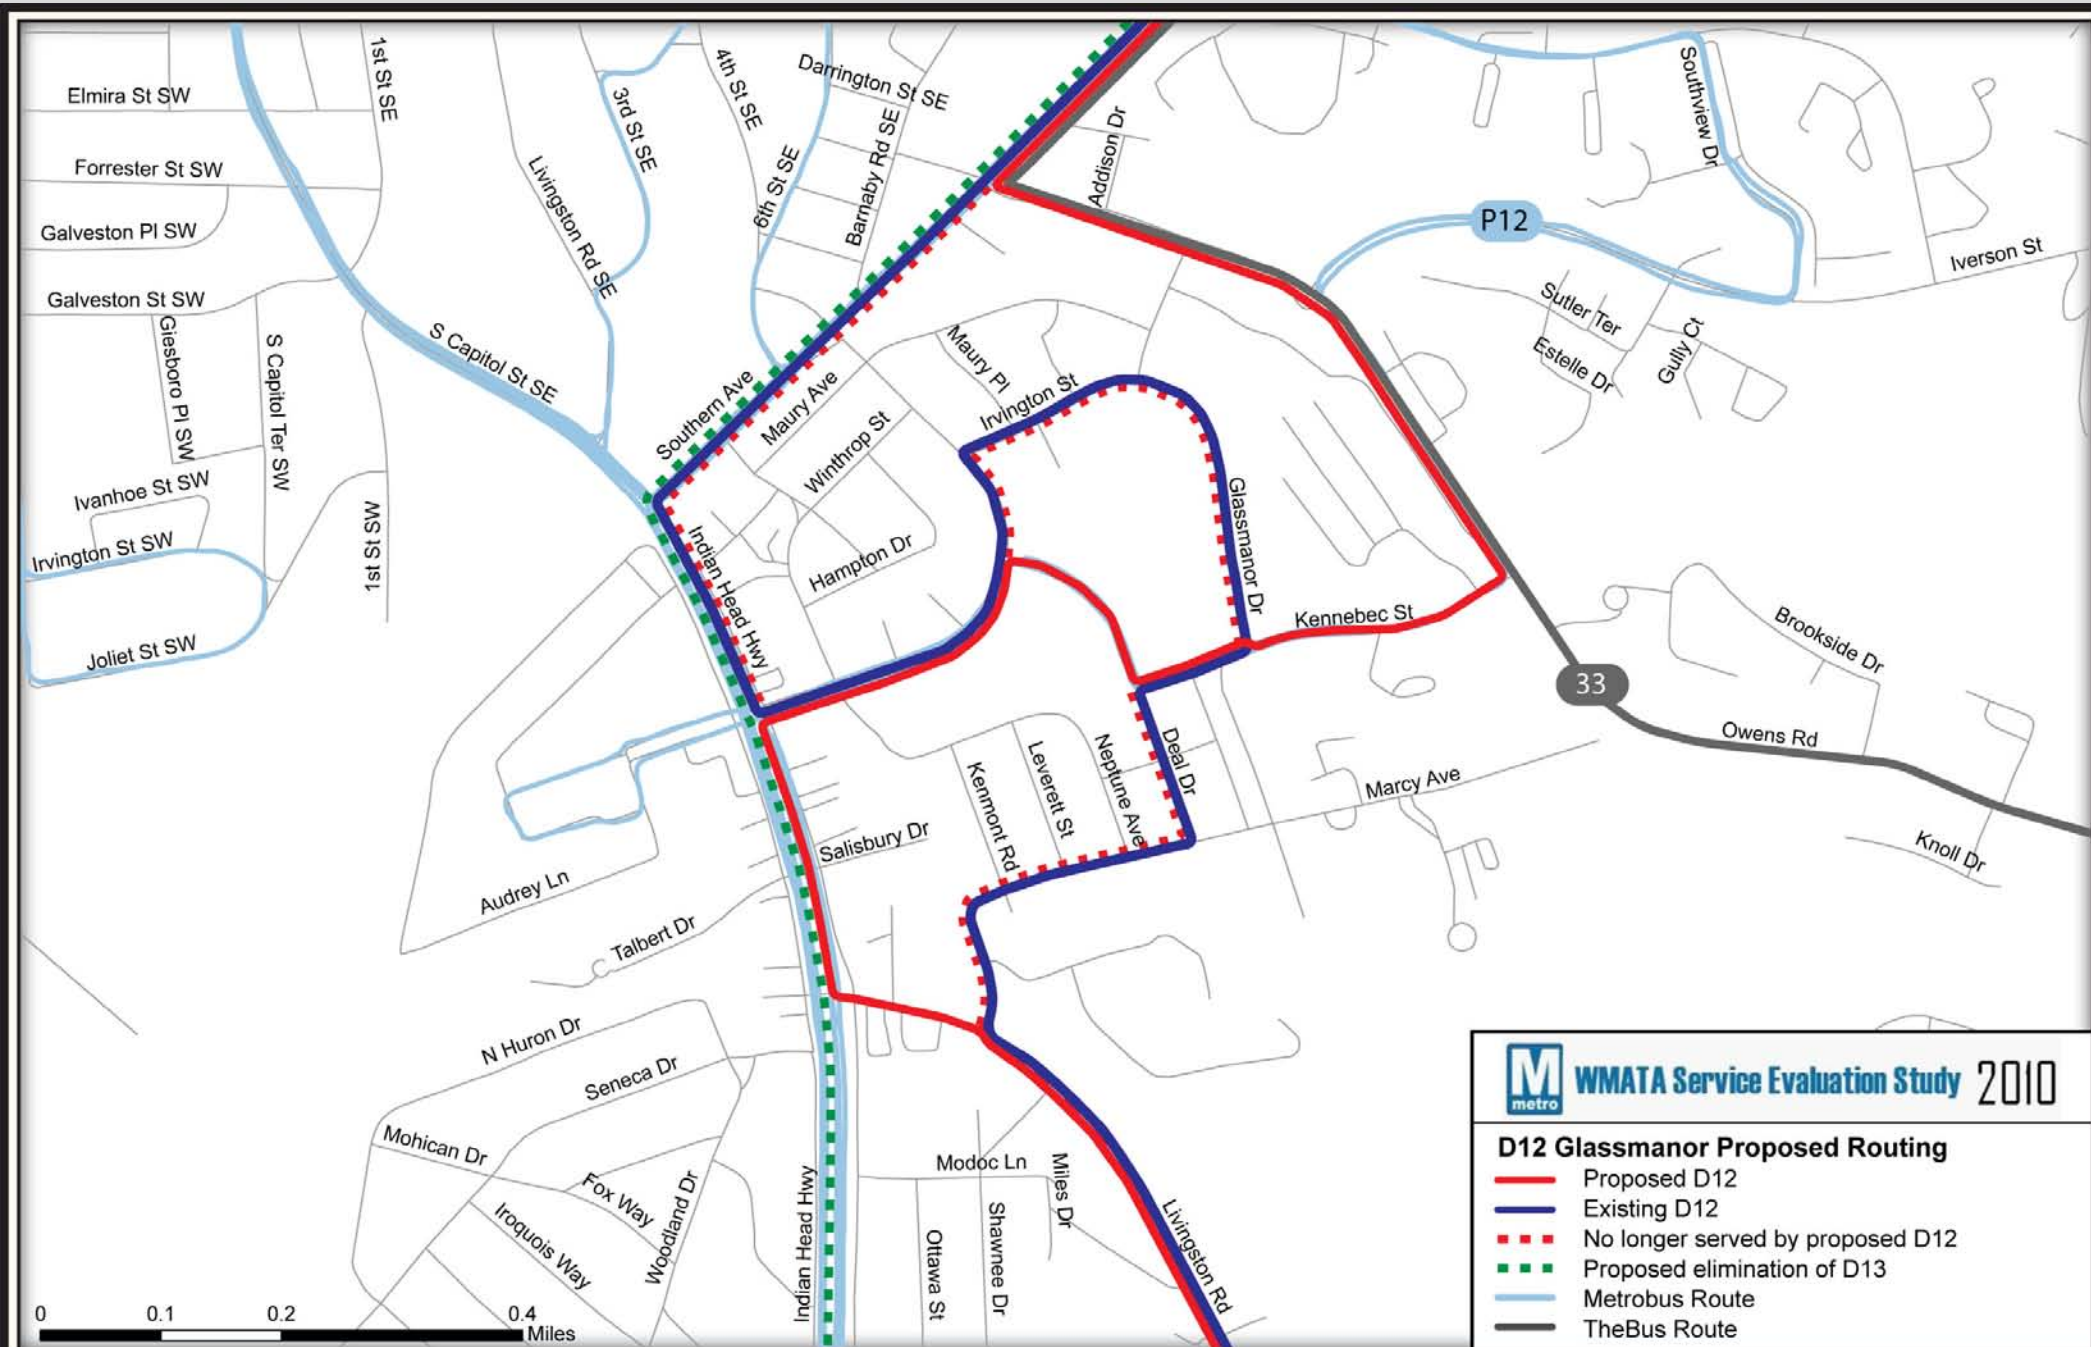 Elmira St SW
1st St SE
3rd St SE
4th St SE
Darrington St SE
Addison Dr
Southview Dr
Forrester St SW
Livingston Rd SE
6th St SE
Barnaby Rd SE
P12
Galveston Pl SW
Iverson St
Galveston St SW
Giesboro Pl SW
S Capitol Ter SW
S Capitol St SE
Sutler Ter
Gully Ct
Estelle Dr
Southern Ave
Maury Ave
Maury Pl
Irvington St
Winthrop St
Ivanhoe St SW
Irvington St SW
1st St SW
Indian Head Hwy
Hampton Dr
Glassmanor Dr
Kennebec St
Brookside Dr
Joliet St SW
33
Owens Rd
Kenmont Rd
Leverett St
Neptune Ave
Deal Dr
Marcy Ave
Knoll Dr
Salisbury Dr
Audrey Ln
Talbert Dr
N Huron Dr
Seneca Dr
Mohican Dr
Fox Way
Iroquois Way
Woodland Dr
Indian Head Hwy
Modoc Ln
Miles Dr
Ottawa St
Shawnee Dr
Livingston Rd
0 0.1 0.2 0.4
Miles
M
metro
WMATA Service Evaluation Study 2010
D12 Glassmanor Proposed Routing
Proposed D12
Existing D12
No longer served by proposed D12
Proposed elimination of D13
Metrobus Route
TheBus Route